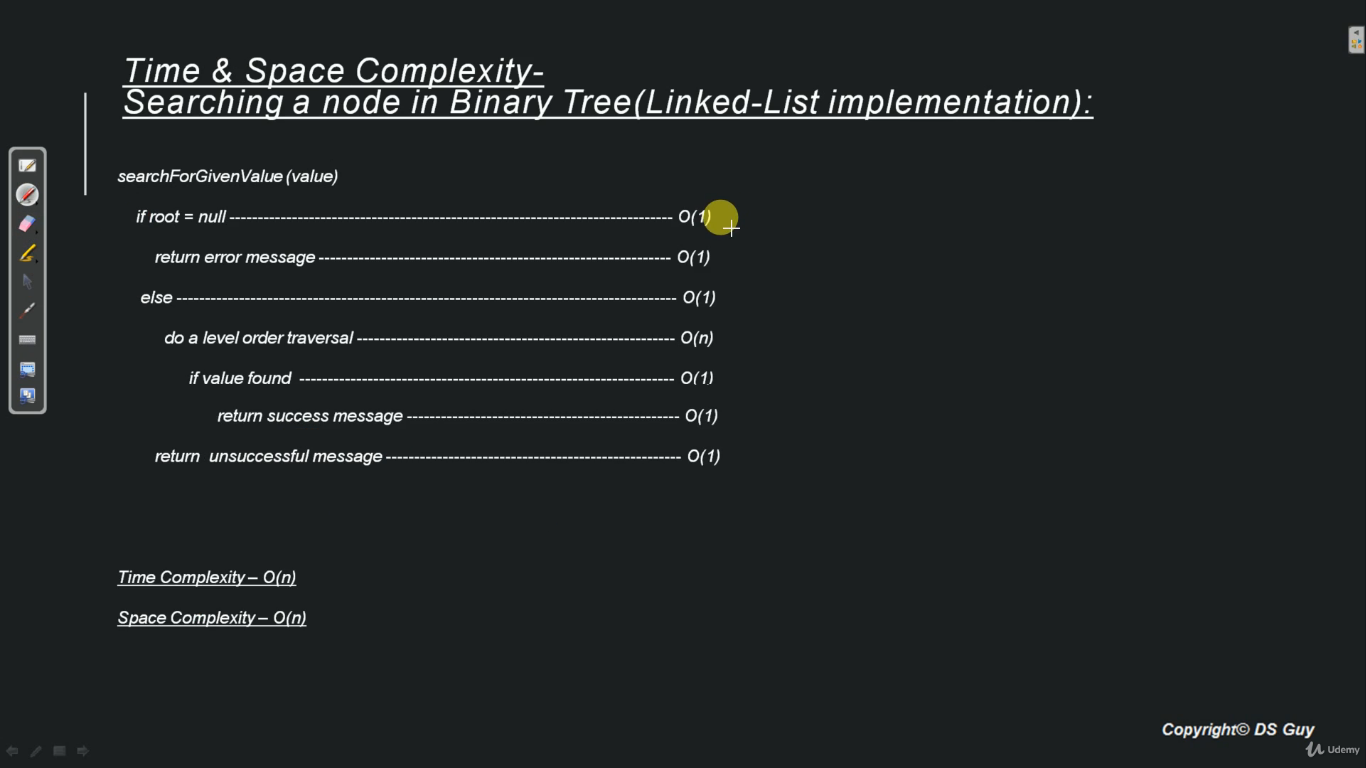 Time & Space Complexity-
Searching a node in Binary Tree(Linked-List implementation):
searchForGivenValue (value)
if root = null ------------------------------------------------------------------------------ O(1)
return error message -------------------------------------------------------------- O(1)
else ---------------------------------------------------------------------------------------- O(1)
do a level order traversal -------------------------------------------------------- O(n)
if value found ------------------------------------------------------------------ O(1)
return success message ------------------------------------------------ O(1)
return unsuccessful message ---------------------------------------------------- O(1)
Time Complexity – O(n)
Space Complexity – O(n)
Copyright© DS Guy
Udemy